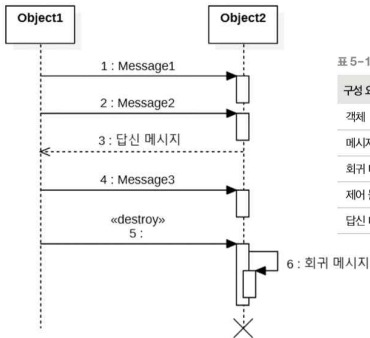 Object1
Object2
표 5-1
구성 요
객체
메시지
회귀 메
제어 블
답신 메
1 : Message1
2 : Message2
3 : 답신 메시지
4 : Message3
«destroy»
5 :
6 : 회귀 메시지